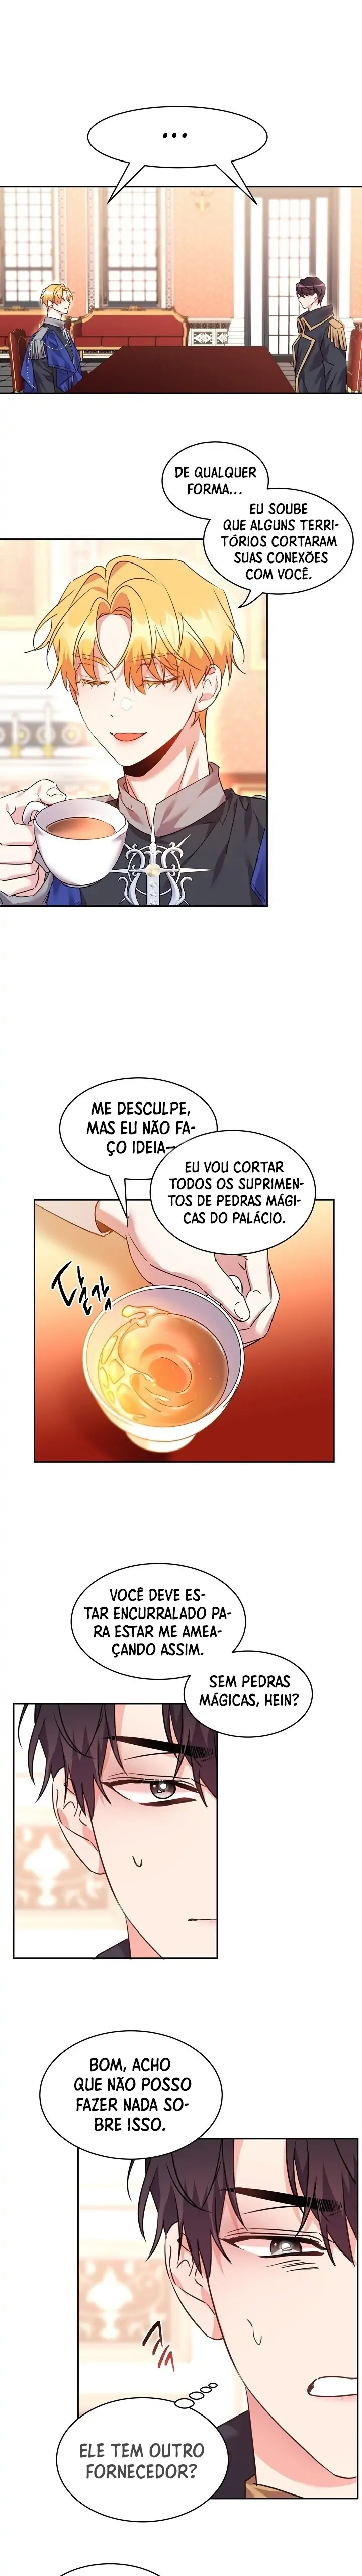 ...
DE QUALQUER
FORMA...
EU SOUBE
QUE ALGUNS TERRI-
TÓRIOS CORTARAM
SUAS CONEXÕES
COM VOCÊ.
ME DESCULPE,
MAS EU NÃO FA-
ÇO IDEIA-
EU VOU CORTAR
TODOS OS SUPRIMEN-
TOS DE PEDRAS MÁGI-
CAS DO PALÁCIO.
달칵
VOCÊ DEVE ES-
TAR ENCURRALADO PA-
RA ESTAR ME AMEA-
ÇANDO ASSIM.
SEM PEDRAS
MÁGICAS, HEIN?
BOM, ACHO
QUE NÃO POSSO
FAZER NADA SO-
BRE ISSO.
ELE TEM OUTRO
FORNECEDOR?